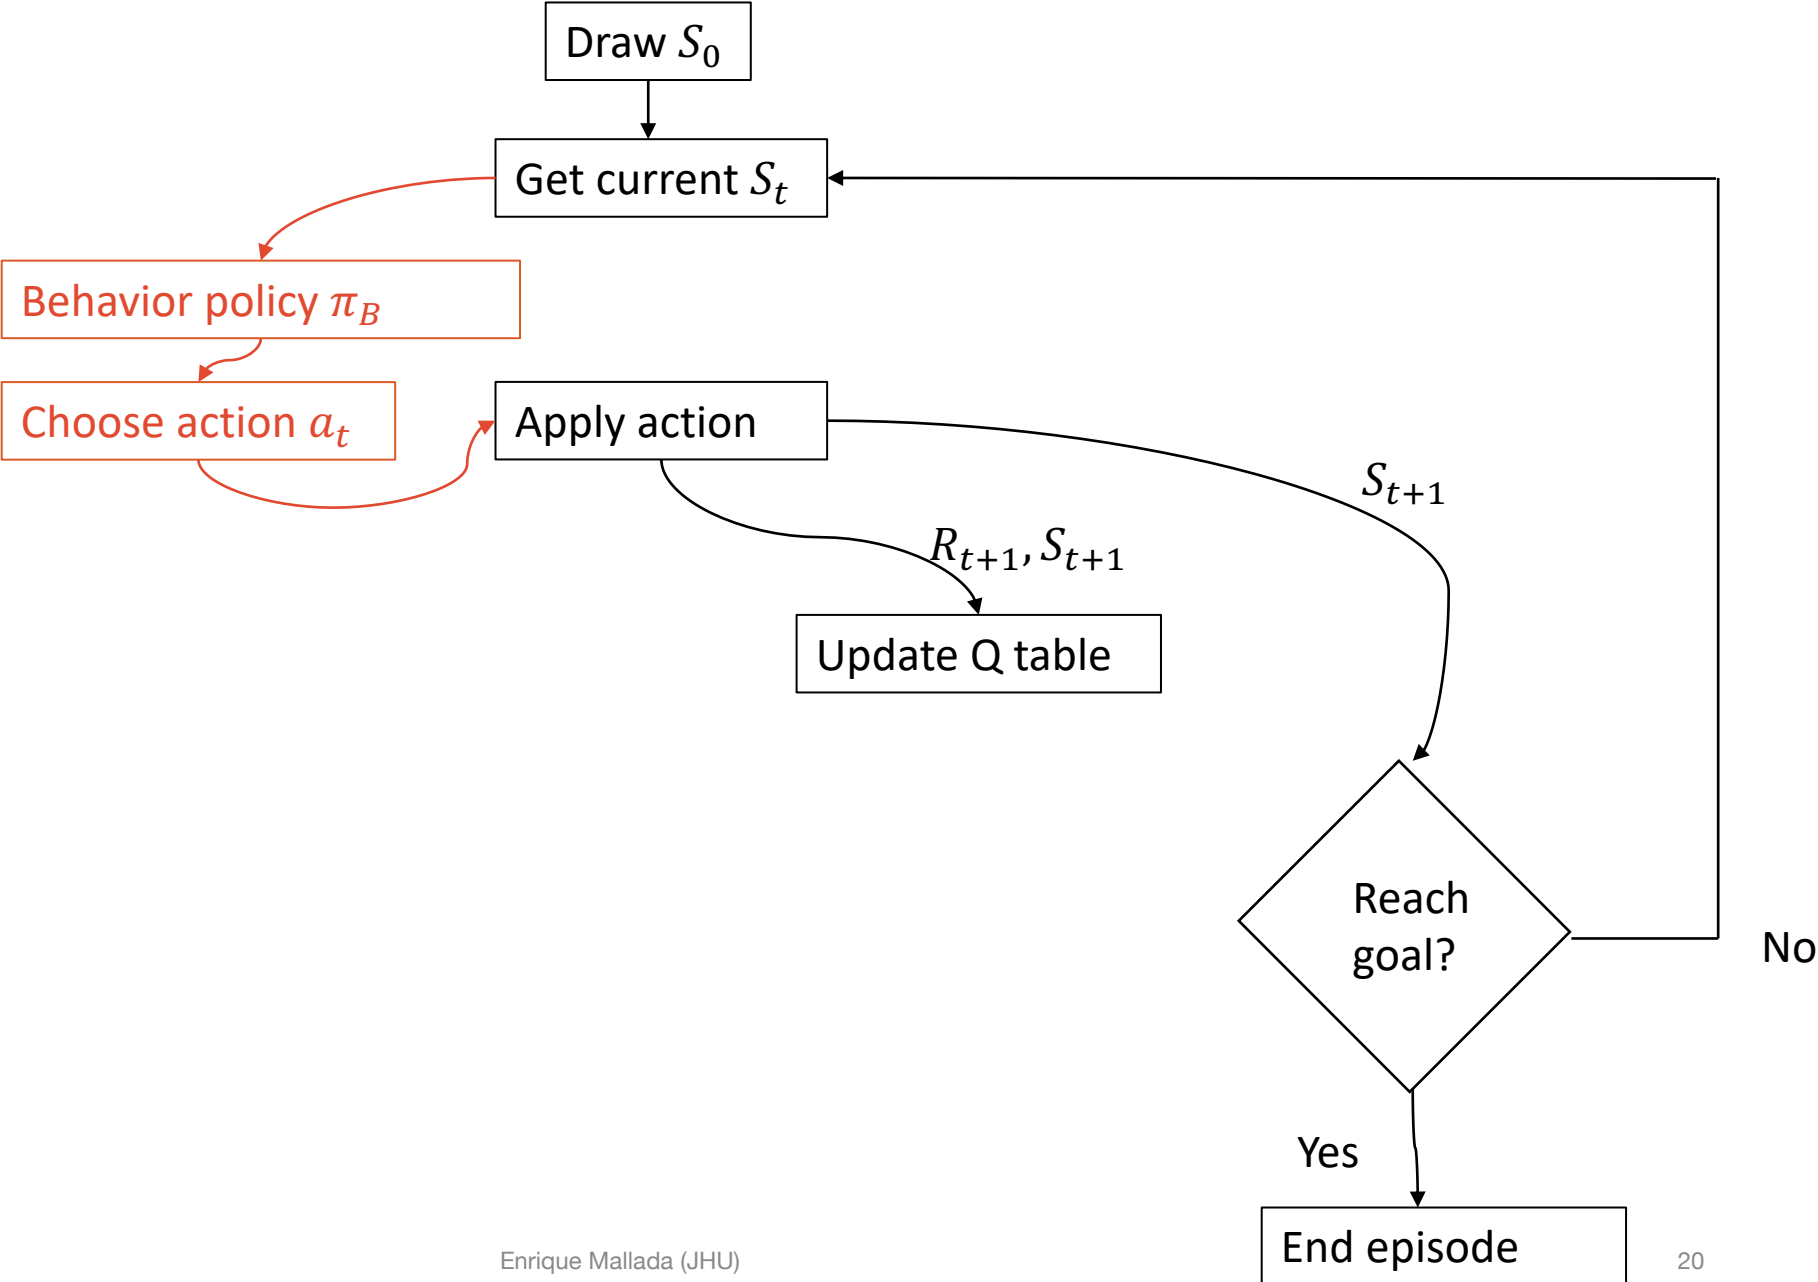 Draw S₀
Get current Sₜ
Behavior policy π_B
Choose action aₜ
Apply action
Sₜ₊₁
Rₜ₊₁, Sₜ₊₁
Update Q table
Reach
goal?
No
Yes
End episode
Enrique Mallada (JHU)
20